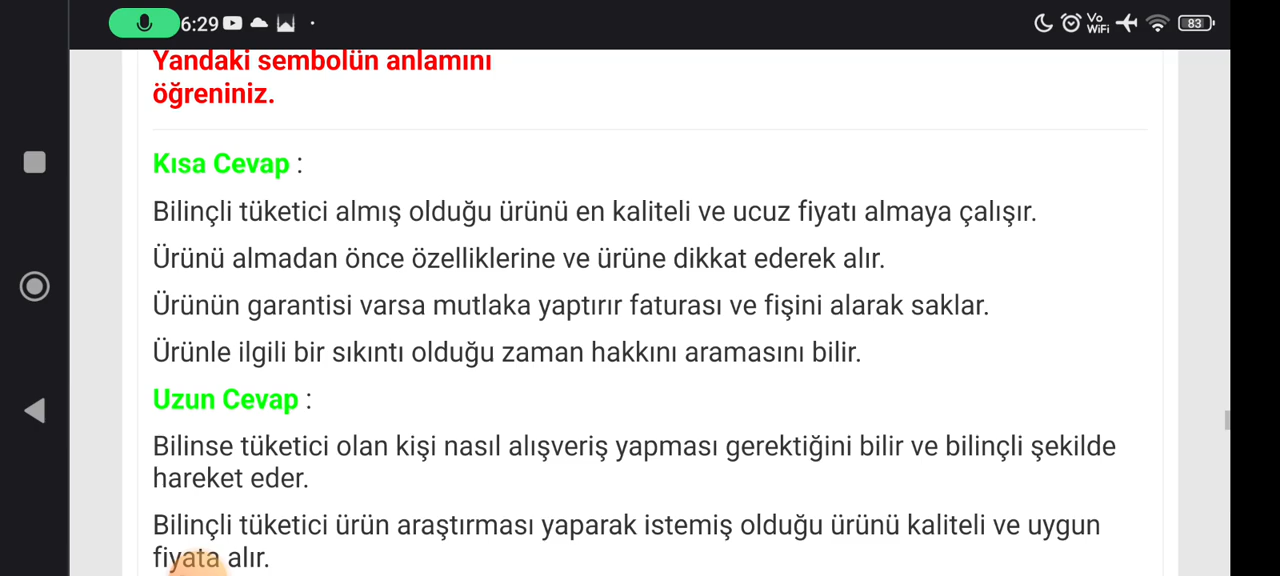 6:29
Vo
WiFi
83
Yandaki sembolün anlamını
öğreniniz.
Kısa Cevap :
Bilinçli tüketici almış olduğu ürünü en kaliteli ve ucuz fiyatı almaya çalışır.
Ürünü almadan önce özelliklerine ve ürüne dikkat ederek alır.
Ürünün garantisi varsa mutlaka yaptırır faturası ve fişini alarak saklar.
Ürünle ilgili bir sıkıntı olduğu zaman hakkını aramasını bilir.
Uzun Cevap :
Bilinse tüketici olan kişi nasıl alışveriş yapması gerektiğini bilir ve bilinçli şekilde
hareket eder.
Bilinçli tüketici ürün araştırması yaparak istemiş olduğu ürünü kaliteli ve uygun
fiyata alır.